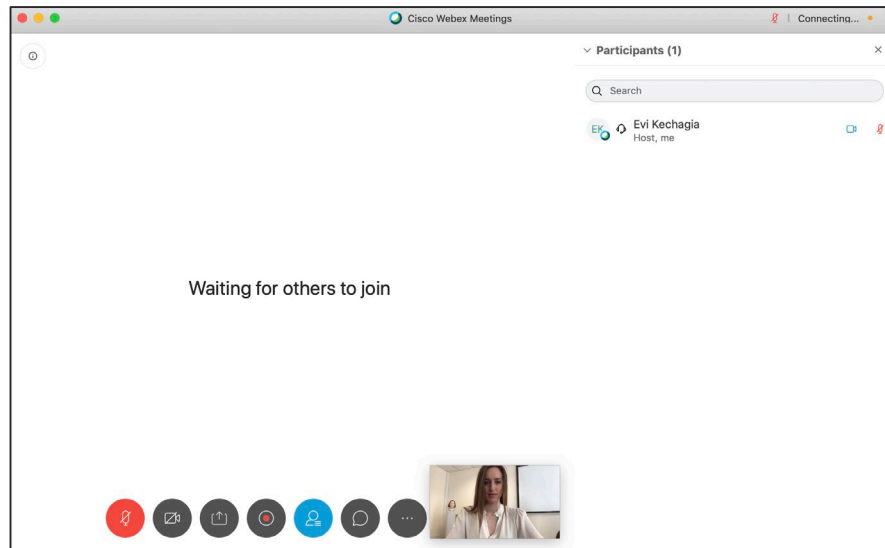 Cisco Webex Meetings
Connecting...
Participants (1)
Search
EK
Evi Kechagia
Host, me
Waiting for others to join